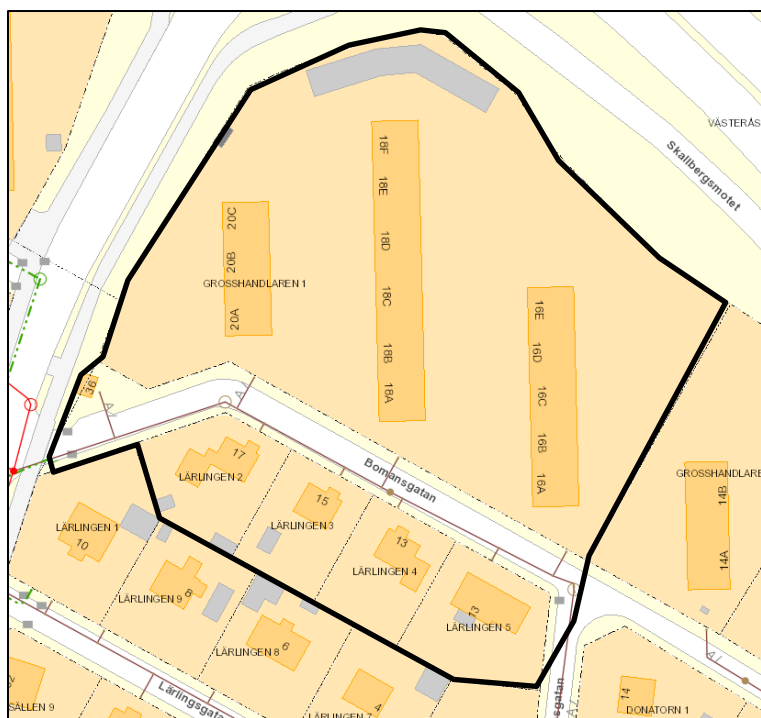 VÄSTERÅS
Skallbergsmotet
18F
18E
18D
18C
18B
18A
20C
20B
20A
GROSSHANDLAREN 1
16E
16D
16C
16B
16A
36
A
A
Bomansgatan
17
LÄRLINGEN 2
15
LÄRLINGEN 3
13
LÄRLINGEN 4
13
LÄRLINGEN 5
LÄRLINGEN 1
10
LÄRLINGEN 9
8
LÄRLINGEN 8
6
LÄRLINGEN 7
4
Lärlingsgat
GROSSHANDLARE
14B
14A
14
DONATORN 1
SÄLLEN 9
nsgatan